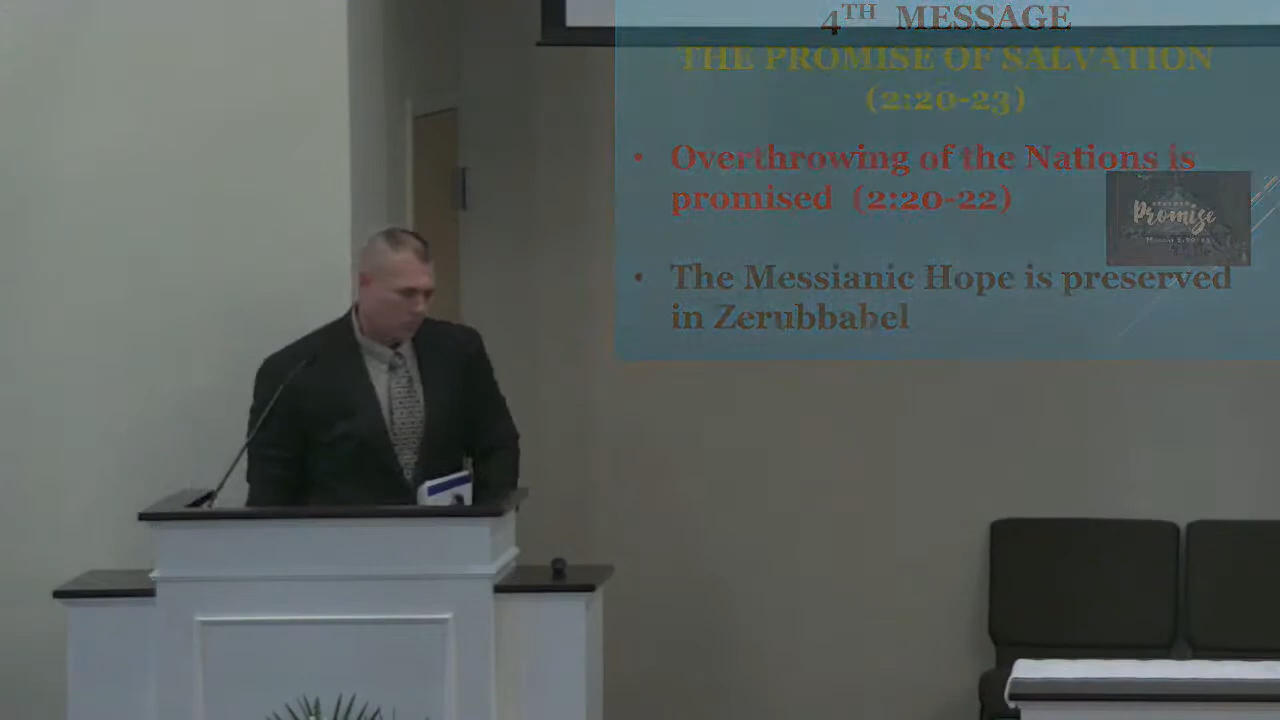 4TH MESSAGE
THE PROMISE OF SALVATION
(2:20-23)
• Overthrowing of the Nations is
promised (2:20-22)
Promise
• The Messianic Hope is preserved
in Zerubbabel